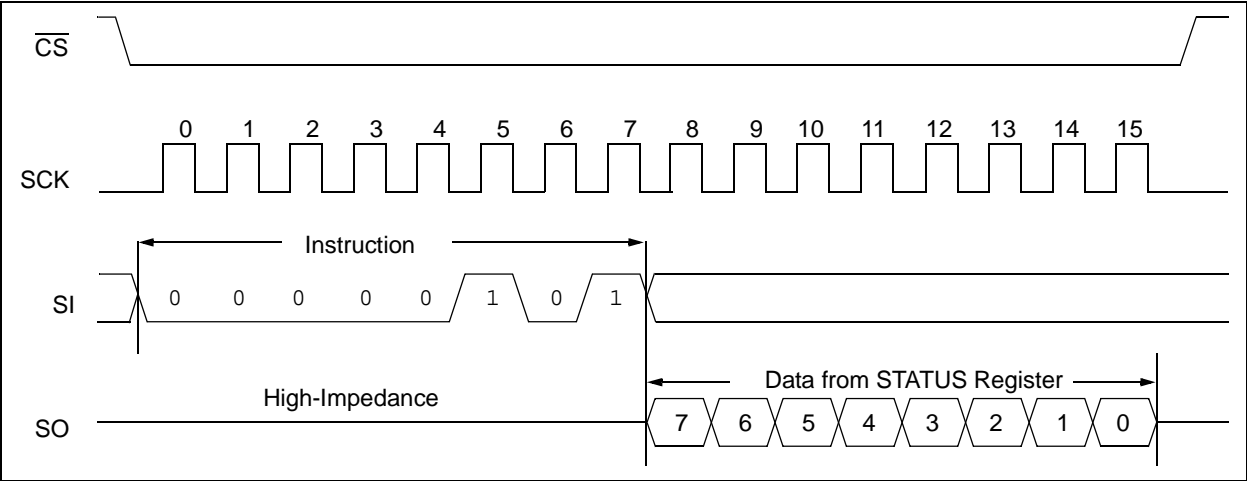 CS
0 1 2 3 4 5 6 7 8 9 10 11 12 13 14 15
SCK
Instruction
SI 0 0 0 0 0 1 0 1
Data from STATUS Register
High-Impedance
SO 7 6 5 4 3 2 1 0